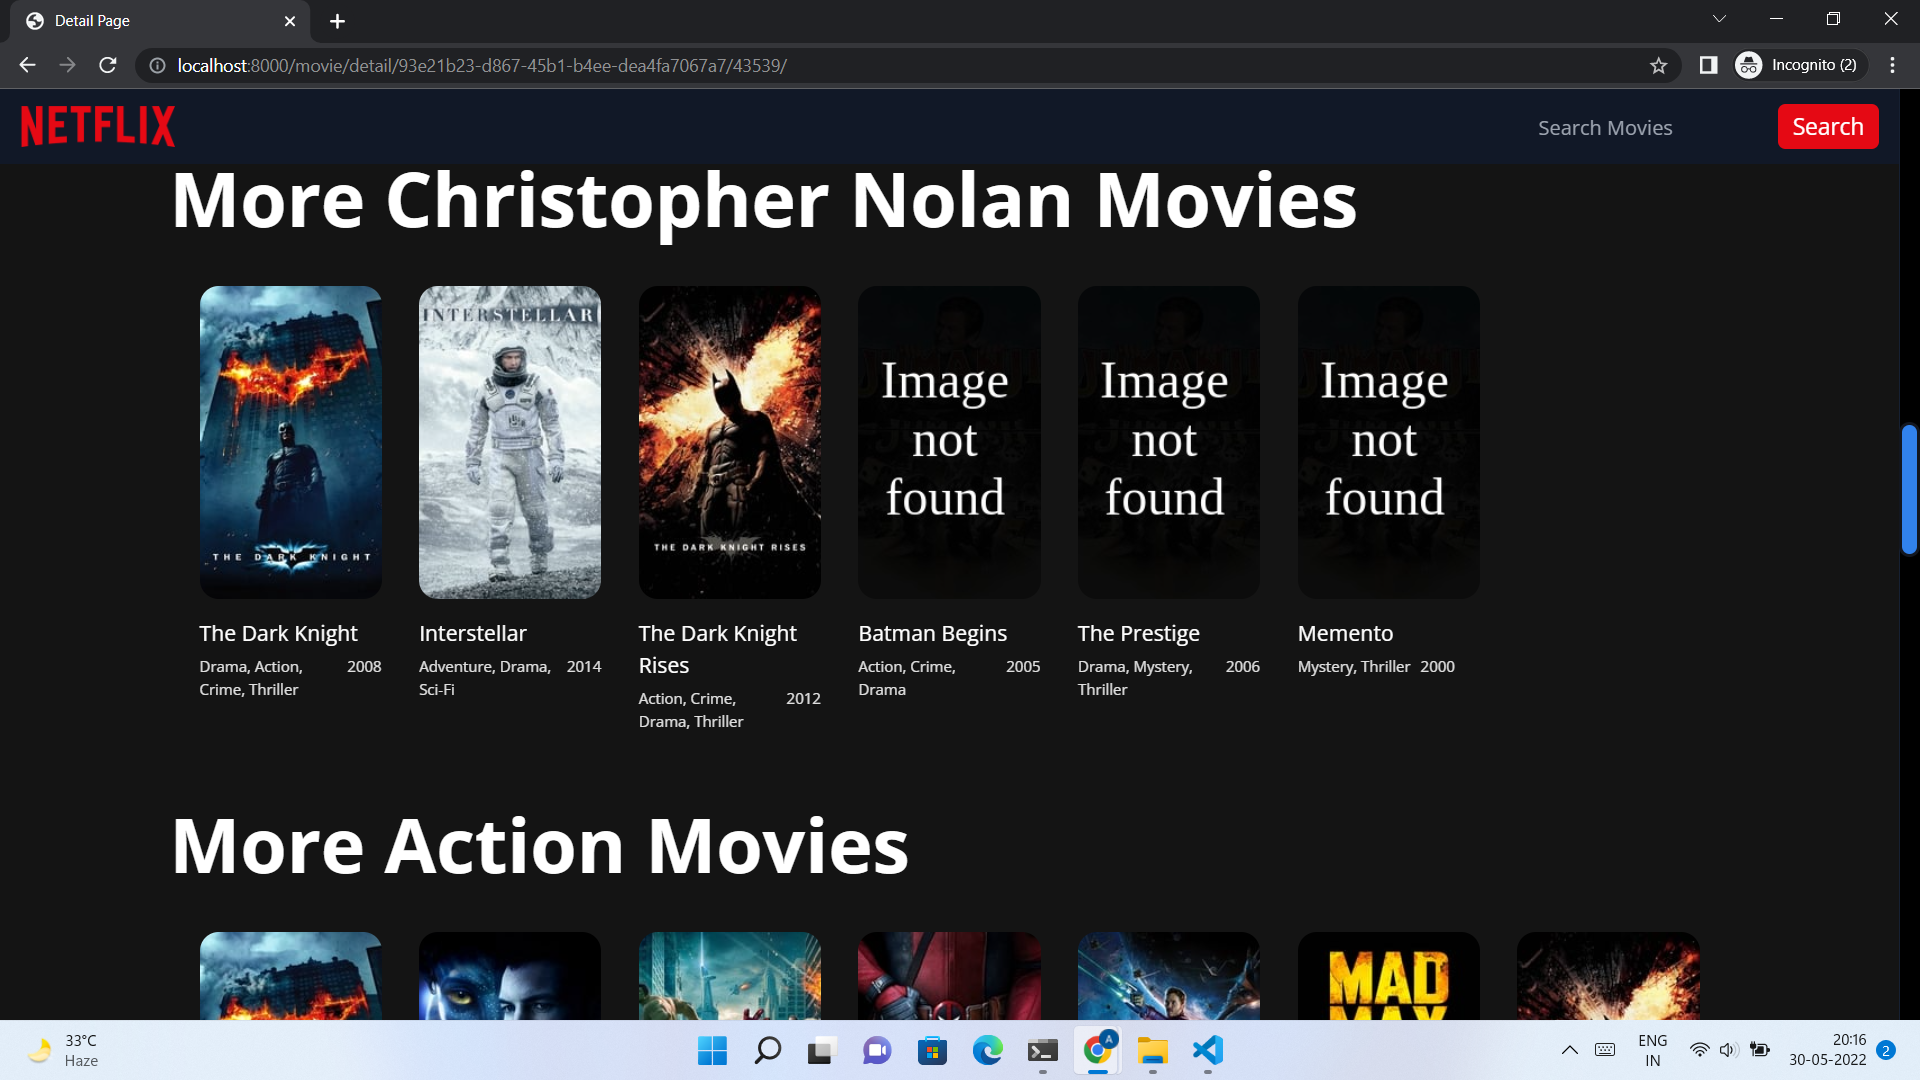 Detail Page
localhost:8000/movie/detail/93e21b23-d867-45b1-b4ee-dea4fa7067a7/43539/
Incognito (2)
NETFLIX
Search Movies
Search
More Christopher Nolan Movies
INTERSTELLAR
THE DARK KNIGHT
THE DARK KNIGHT RISES
Image
not
found
Image
not
found
Image
not
found
The Dark Knight
Drama, Action,
Crime, Thriller
2008
Interstellar
Adventure, Drama,
Sci-Fi
2014
The Dark Knight
Rises
Action, Crime,
Drama, Thriller
2012
Batman Begins
Action, Crime,
Drama
2005
The Prestige
Drama, Mystery,
Thriller
2006
Memento
Mystery, Thriller
2000
More Action Movies
MAD
MAX
33°C
Haze
A
ENG
IN
20:16
30-05-2022
2